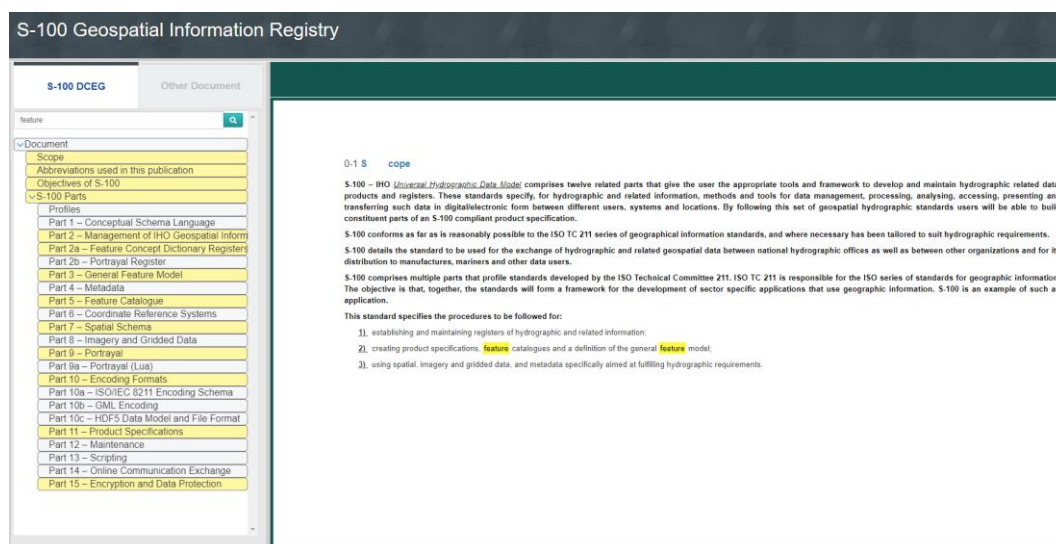 S-100 Geospatial Information Registry
S-100 DCEG
Other Document
feature
Document
Scope
Abbreviations used in this publication
Objectives of S-100
S-100 Parts
Profiles
Part 1 – Conceptual Schema Language
Part 2 – Management of IHO Geospatial Inform
Part 2a – Feature Concept Dictionary Registers
Part 2b – Portrayal Register
Part 3 – General Feature Model
Part 4 – Metadata
Part 5 – Feature Catalogue
Part 6 – Coordinate Reference Systems
Part 7 – Spatial Schema
Part 8 – Imagery and Gridded Data
Part 9 – Portrayal
Part 9a – Portrayal (Lua)
Part 10 – Encoding Formats
Part 10a – ISO/IEC 8211 Encoding Schema
Part 10b – GML Encoding
Part 10c – HDF5 Data Model and File Format
Part 11 – Product Specifications
Part 12 – Maintenance
Part 13 – Scripting
Part 14 – Online Communication Exchange
Part 15 – Encryption and Data Protection
0-1 S cope
S-100 – IHO Universal Hydrographic Data Model comprises twelve related parts that give the user the appropriate tools and framework to develop and maintain hydrographic related data
products and registers. These standards specify, for hydrographic and related information, methods and tools for data management, processing, analysing, accessing, presenting an
transferring such data in digital/electronic form between different users, systems and locations. By following this set of geospatial hydrographic standards users will be able to buil
constituent parts of an S-100 compliant product specification.
S-100 conforms as far as is reasonably possible to the ISO TC 211 series of geographical information standards, and where necessary has been tailored to suit hydrographic requirements.
S-100 details the standard to be used for the exchange of hydrographic and related geospatial data between national hydrographic offices as well as between other organizations and for it
distribution to manufactures, mariners and other data users.
S-100 comprises multiple parts that profile standards developed by the ISO Technical Committee 211. ISO TC 211 is responsible for the ISO series of standards for geographic information
The objective is that, together, the standards will form a framework for the development of sector specific applications that use geographic information. S-100 is an example of such a
application.
This standard specifies the procedures to be followed for:
1) establishing and maintaining registers of hydrographic and related information;
2) creating product specifications, feature catalogues and a definition of the general feature model;
3) using spatial, imagery and gridded data, and metadata specifically aimed at fulfilling hydrographic requirements.